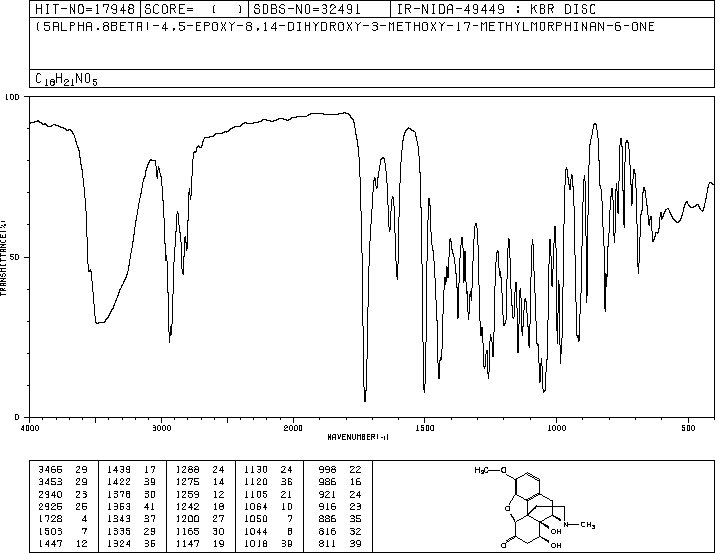 HIT-NO=17948 SCORE= ( ) SDBS-NO=32491 IR-NIDA-49449 : KBR DISC
(5ALPHA,8BETA)-4,5-EPOXY-8,14-DIHYDROXY-3-METHOXY-17-METHYLMORPHINAN-6-ONE
C18H21NO5
100
50
0
TRANSMITTANCE(%)
4000 3000 2000 1500 1000 500
WAVENUMBER(-1)
3466 29 1439 17 1288 24 1130 24 998 22
3453 29 1422 39 1275 14 1120 36 986 16
2940 23 1378 30 1259 12 1105 21 921 24
2926 26 1363 41 1242 18 1064 10 916 23
1728 4 1343 37 1200 27 1050 7 886 35
1503 7 1335 29 1165 30 1044 8 816 32
1447 12 1324 36 1147 19 1018 39 811 39
H3C O
O
N CH3
OH
O OH